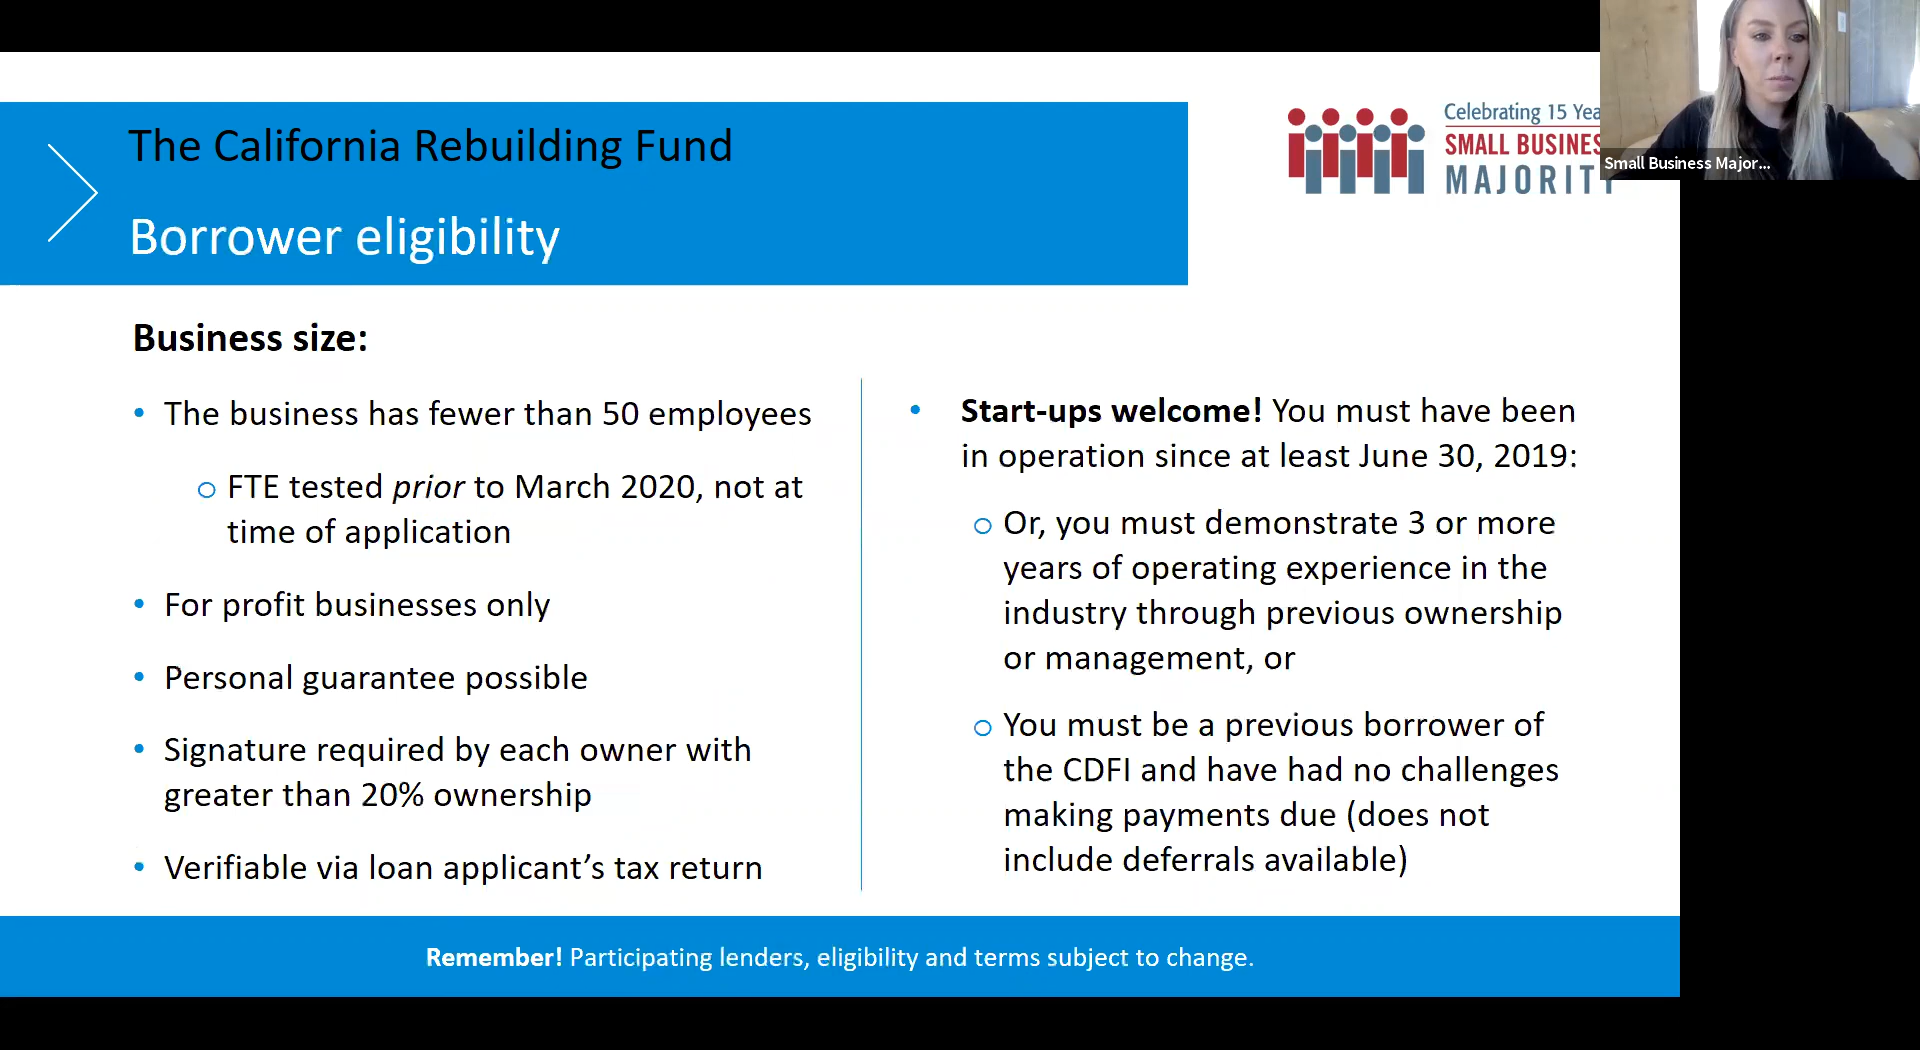 The California Rebuilding Fund
Borrower eligibility
Celebrating 15 Yea
SMALL BUSINES
MAJORITY
Small Business Major...
Business size:
• The business has fewer than 50 employees
o FTE tested prior to March 2020, not at
time of application
• For profit businesses only
• Personal guarantee possible
• Signature required by each owner with
greater than 20% ownership
• Verifiable via loan applicant’s tax return
• Start-ups welcome! You must have been
in operation since at least June 30, 2019:
o Or, you must demonstrate 3 or more
years of operating experience in the
industry through previous ownership
or management, or
o You must be a previous borrower of
the CDFI and have had no challenges
making payments due (does not
include deferrals available)
Remember! Participating lenders, eligibility and terms subject to change.